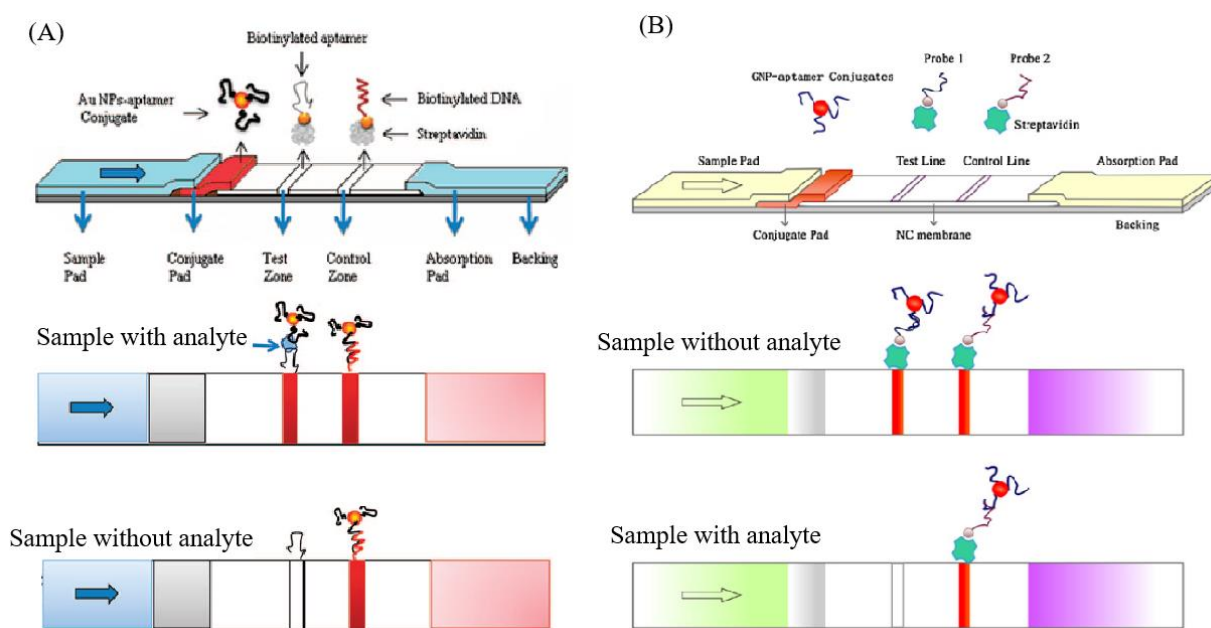 (A)
Biotinylated aptamer
Au NPs-aptamer
Conjugate
Biotinylated DNA
Streptavidin
Sample
Pad
Conjugate
Pad
Test
Zone
Control
Zone
Absorption
Pad
Backing
Sample with analyte
Sample without analyte
(B)
Probe 1
Probe 2
GNP-aptamer Conjugates
Streptavidin
Sample Pad
Test Line
Control Line
Absorption Pad
Conjugate Pad
NC membrane
Backing
Sample without analyte
Sample with analyte